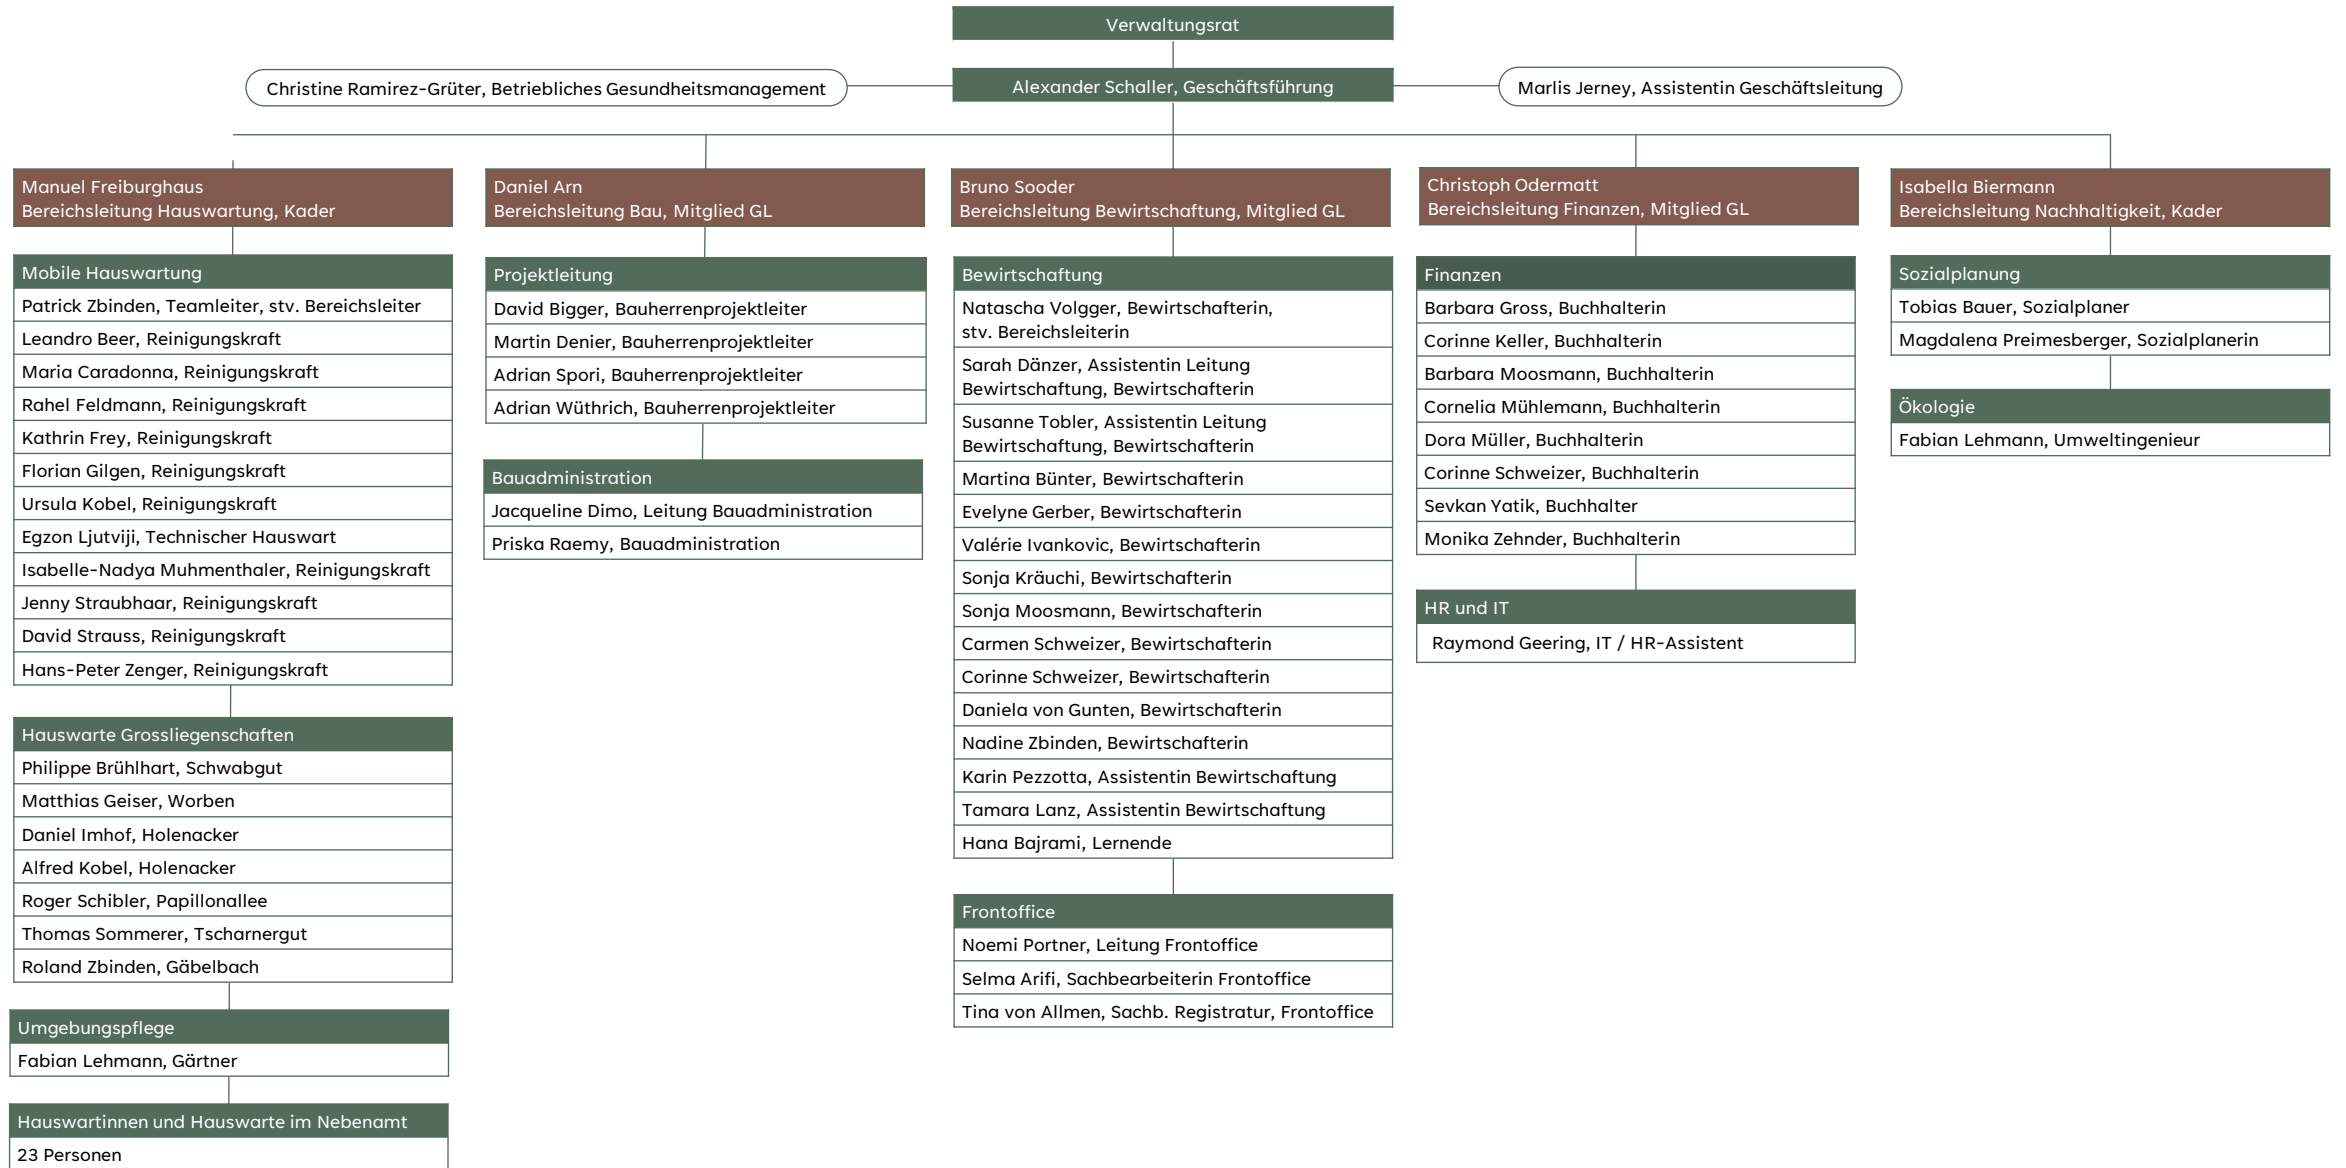 Verwaltungsrat
Christine Ramirez-Grüter, Betriebliches Gesundheitsmanagement
Alexander Schaller, Geschäftsführung
Marlis Jerney, Assistentin Geschäftsleitung
Manuel Freiburghaus
Bereichsleitung Hauswartung, Kader
Mobile Hauswartung
Patrick Zbinden, Teamleiter, stv. Bereichsleiter
Leandro Beer, Reinigungskraft
Maria Caradonna, Reinigungskraft
Rahel Feldmann, Reinigungskraft
Kathrin Frey, Reinigungskraft
Florian Gilgen, Reinigungskraft
Ursula Kobel, Reinigungskraft
Egzon Ljutviji, Technischer Hauswart
Isabelle-Nadya Muhmenthaler, Reinigungskraft
Jenny Straubhaar, Reinigungskraft
David Strauss, Reinigungskraft
Hans-Peter Zenger, Reinigungskraft
Hauswarte Grossliegenschaften
Philippe Brühlhart, Schwabgut
Matthias Geiser, Worben
Daniel Imhof, Holenacker
Alfred Kobel, Holenacker
Roger Schibler, Papillonallee
Thomas Sommerer, Tscharnergut
Roland Zbinden, Gäbelbach
Umgebungspflege
Fabian Lehmann, Gärtner
Hauswartinnen und Hauswarte im Nebenamt
23 Personen
Daniel Arn
Bereichsleitung Bau, Mitglied GL
Projektleitung
David Bigger, Bauherrenprojektleiter
Martin Denier, Bauherrenprojektleiter
Adrian Spori, Bauherrenprojektleiter
Adrian Wüthrich, Bauherrenprojektleiter
Bauadministration
Jacqueline Dimo, Leitung Bauadministration
Priska Raemy, Bauadministration
Bruno Sooder
Bereichsleitung Bewirtschaftung, Mitglied GL
Bewirtschaftung
Natascha Volgger, Bewirtschafterin,
stv. Bereichsleiterin
Sarah Dänzer, Assistentin Leitung
Bewirtschaftung, Bewirtschafterin
Susanne Tobler, Assistentin Leitung
Bewirtschaftung, Bewirtschafterin
Martina Bünter, Bewirtschafterin
Evelyne Gerber, Bewirtschafterin
Valérie Ivankovic, Bewirtschafterin
Sonja Kräuchi, Bewirtschafterin
Sonja Moosmann, Bewirtschafterin
Carmen Schweizer, Bewirtschafterin
Corinne Schweizer, Bewirtschafterin
Daniela von Gunten, Bewirtschafterin
Nadine Zbinden, Bewirtschafterin
Karin Pezzotta, Assistentin Bewirtschaftung
Tamara Lanz, Assistentin Bewirtschaftung
Hana Bajrami, Lernende
Frontoffice
Noemi Portner, Leitung Frontoffice
Selma Arifi, Sachbearbeiterin Frontoffice
Tina von Allmen, Sachb. Registratur, Frontoffice
Christoph Odermatt
Bereichsleitung Finanzen, Mitglied GL
Finanzen
Barbara Gross, Buchhalterin
Corinne Keller, Buchhalterin
Barbara Moosmann, Buchhalterin
Cornelia Mühlemann, Buchhalterin
Dora Müller, Buchhalterin
Corinne Schweizer, Buchhalterin
Sevkan Yatik, Buchhalter
Monika Zehnder, Buchhalterin
HR und IT
Raymond Geering, IT / HR-Assistent
Isabella Biermann
Bereichsleitung Nachhaltigkeit, Kader
Sozialplanung
Tobias Bauer, Sozialplaner
Magdalena Preimesberger, Sozialplanerin
Ökologie
Fabian Lehmann, Umweltingenieur